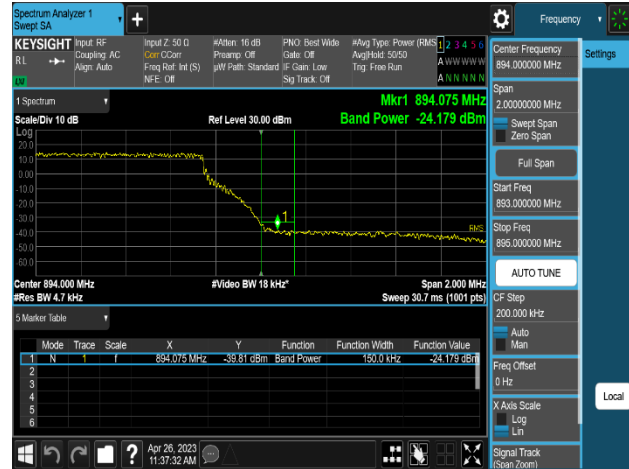 Spectrum Analyzer 1
Swept SA
Frequency
KEYSIGHT
Input: RF
Coupling: AC
Align: Auto
Input Z: 50 Ω
Corr CCorr
Freq Ref: Int (S)
NFE: Off
#Atten: 16 dB
Preamp: Off
µW Path: Standard
PNO: Best Wide
Gate: Off
IF Gain: Low
Sig Track: Off
#Avg Type: Power (RMS
Avg|Hold: 50/50
Trig: Free Run
1 2 3 4 5 6
A W W W W W
A N N N N N
R L
LXI
1 Spectrum
Scale/Div 10 dB
Ref Level 30.00 dBm
Mkr1 894.075 MHz
Band Power -24.179 dBm
Log
20.0
10.0
0.00
-10.0
-20.0
-30.0
-40.0
-50.0
-60.0
1
RMS
Center 894.000 MHz
#Res BW 4.7 kHz
#Video BW 18 kHz*
Span 2.000 MHz
Sweep 30.7 ms (1001 pts)
5 Marker Table
Mode Trace Scale X Y Function Function Width Function Value
1 N 1 f 894.075 MHz -39.81 dBm Band Power 150.0 kHz -24.179 dBm
2
3
4
5
6
Apr 26, 2023
11:37:32 AM
Center Frequency
894.000000 MHz
Span
2.00000000 MHz
Swept Span
Zero Span
Full Span
Start Freq
893.000000 MHz
Stop Freq
895.000000 MHz
AUTO TUNE
CF Step
200.000 kHz
Auto
Man
Freq Offset
0 Hz
X Axis Scale
Log
Lin
Signal Track
(Span Zoom)
Settings
Local